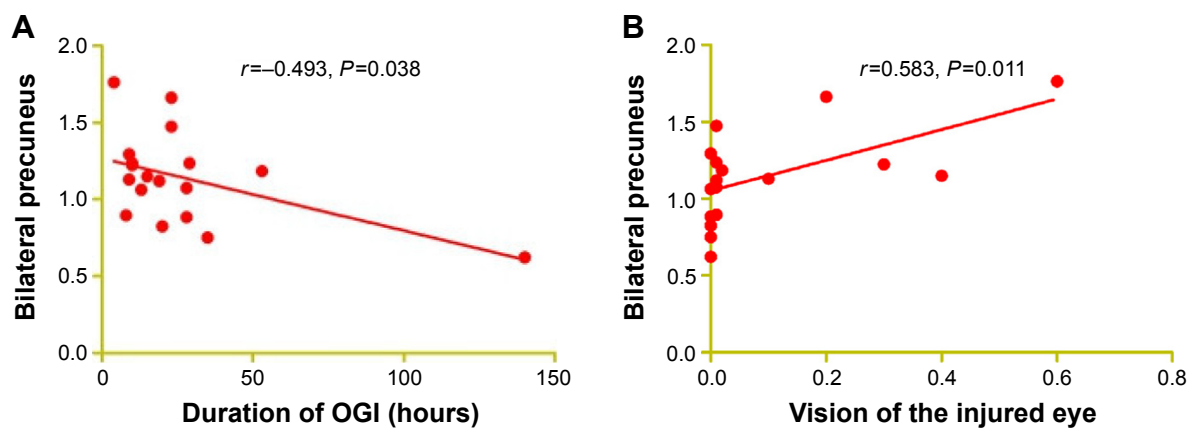 A
r=–0.493, P=0.038
Bilateral precuneus
2.0
1.5
1.0
0.5
0.0
0 50 100 150
Duration of OGI (hours)
B
r=0.583, P=0.011
Bilateral precuneus
2.0
1.5
1.0
0.5
0.0
0.0 0.2 0.4 0.6 0.8
Vision of the injured eye